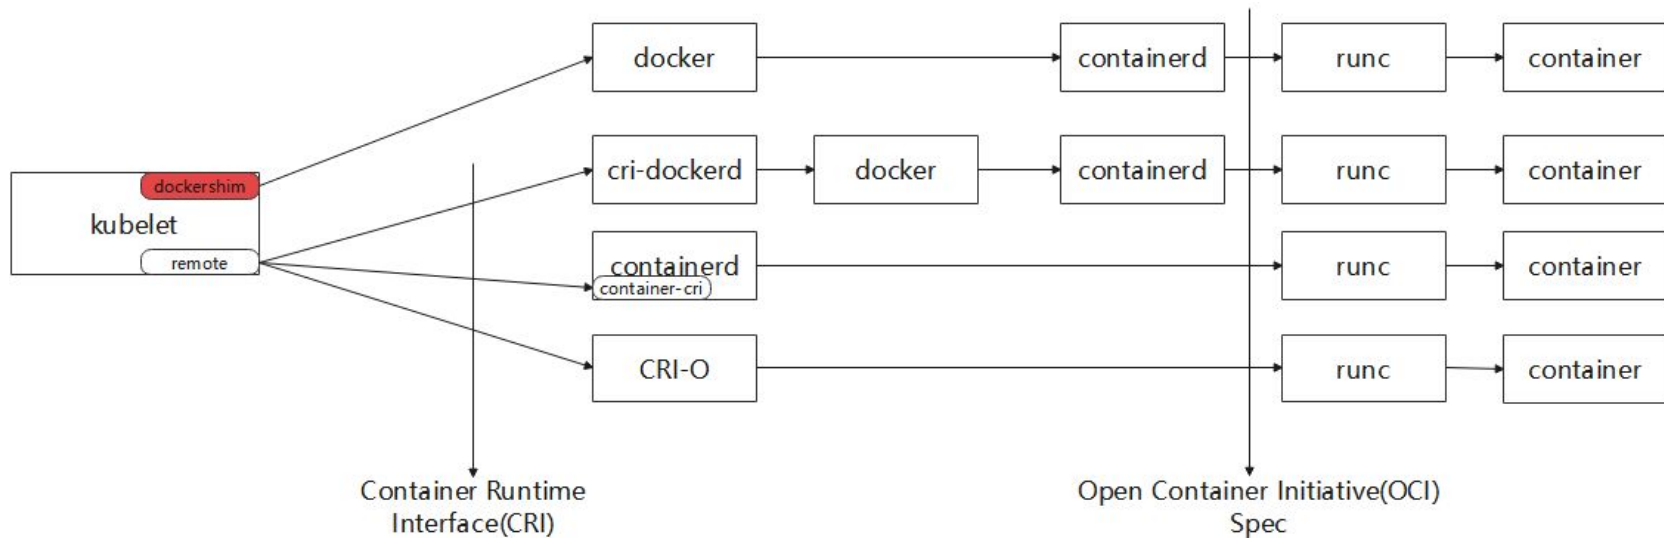 docker
containerd
runc
container
dockershim
kubelet
remote
cri-dockerd
docker
containerd
runc
container
containerd
container-cri
runc
container
CRI-O
runc
container
Container Runtime
Interface(CRI)
Open Container Initiative(OCI)
Spec